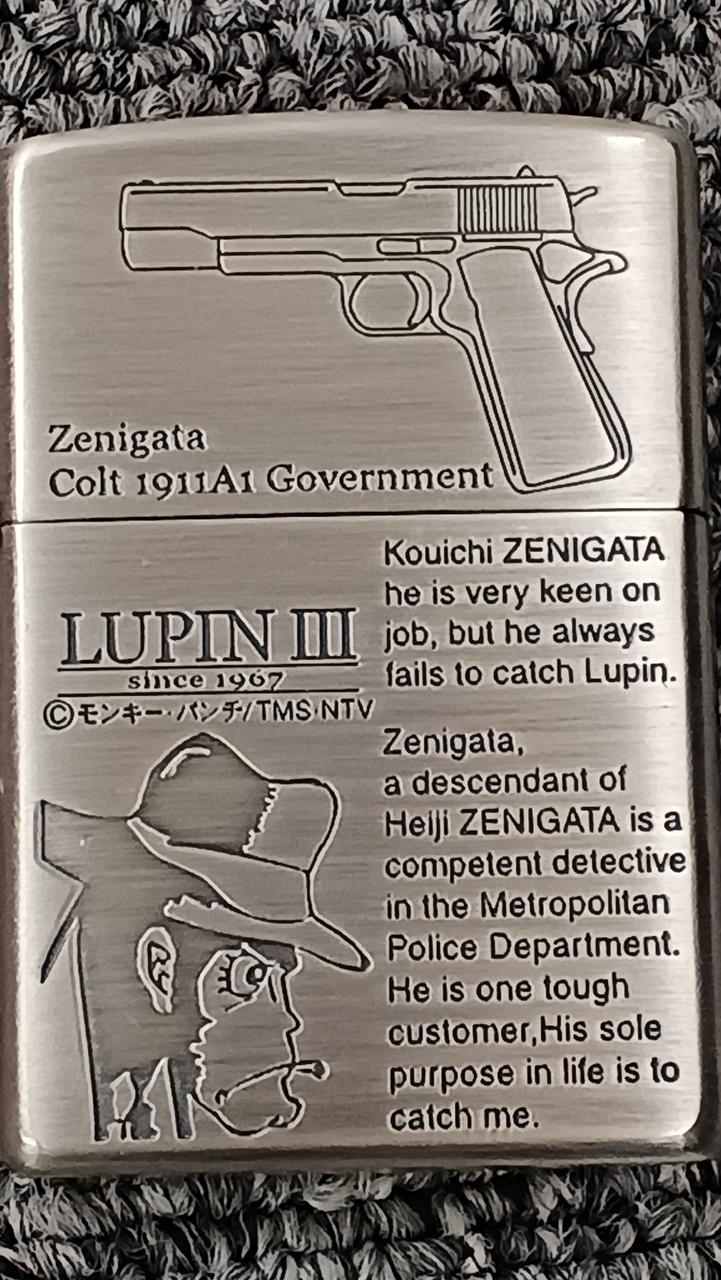 Zenigata
Colt 1911A1 Government
LUPIN III
since 1967
©モンキー・パンチ/TMS・NTV
Kouichi ZENIGATA
he is very keen on
job, but he always
fails to catch Lupin.
Zenigata,
a descendant of
Heiji ZENIGATA is a
competent detective
in the Metropolitan
Police Department.
He is one tough
customer,His sole
purpose in life is to
catch me.